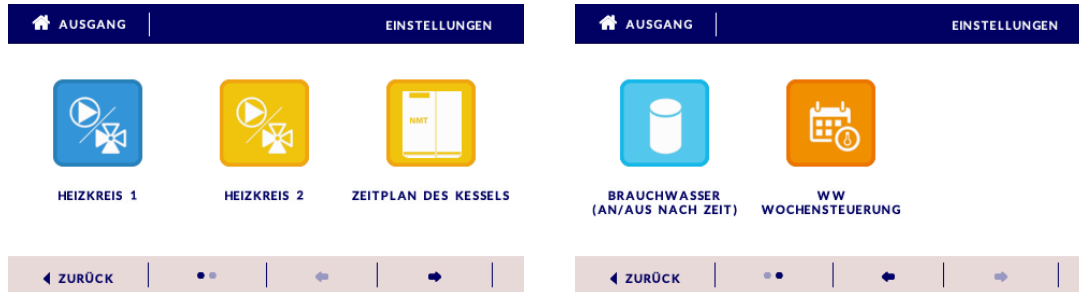 AUSGANG
EINSTELLUNGEN
NMT
HEIZKREIS 1
HEIZKREIS 2
ZEITPLAN DES KESSELS
ZURÜCK
AUSGANG
EINSTELLUNGEN
BRAUCHWASSER
(AN/AUS NACH ZEIT)
WW
WOCHENSTEUERUNG
ZURÜCK